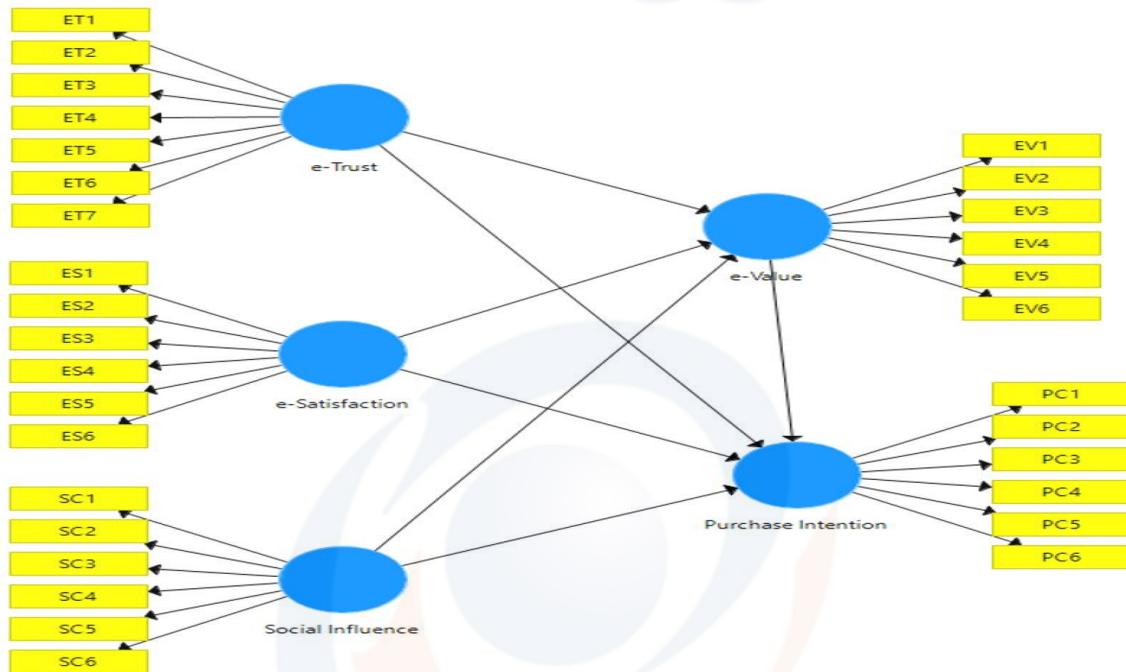 ET1
ET2
ET3
ET4
ET5
ET6
ET7
e-Trust
ES1
ES2
ES3
ES4
ES5
ES6
e-Satisfaction
SC1
SC2
SC3
SC4
SC5
SC6
Social Influence
EV1
EV2
EV3
EV4
EV5
EV6
e-Value
PC1
PC2
PC3
PC4
PC5
PC6
Purchase Intention